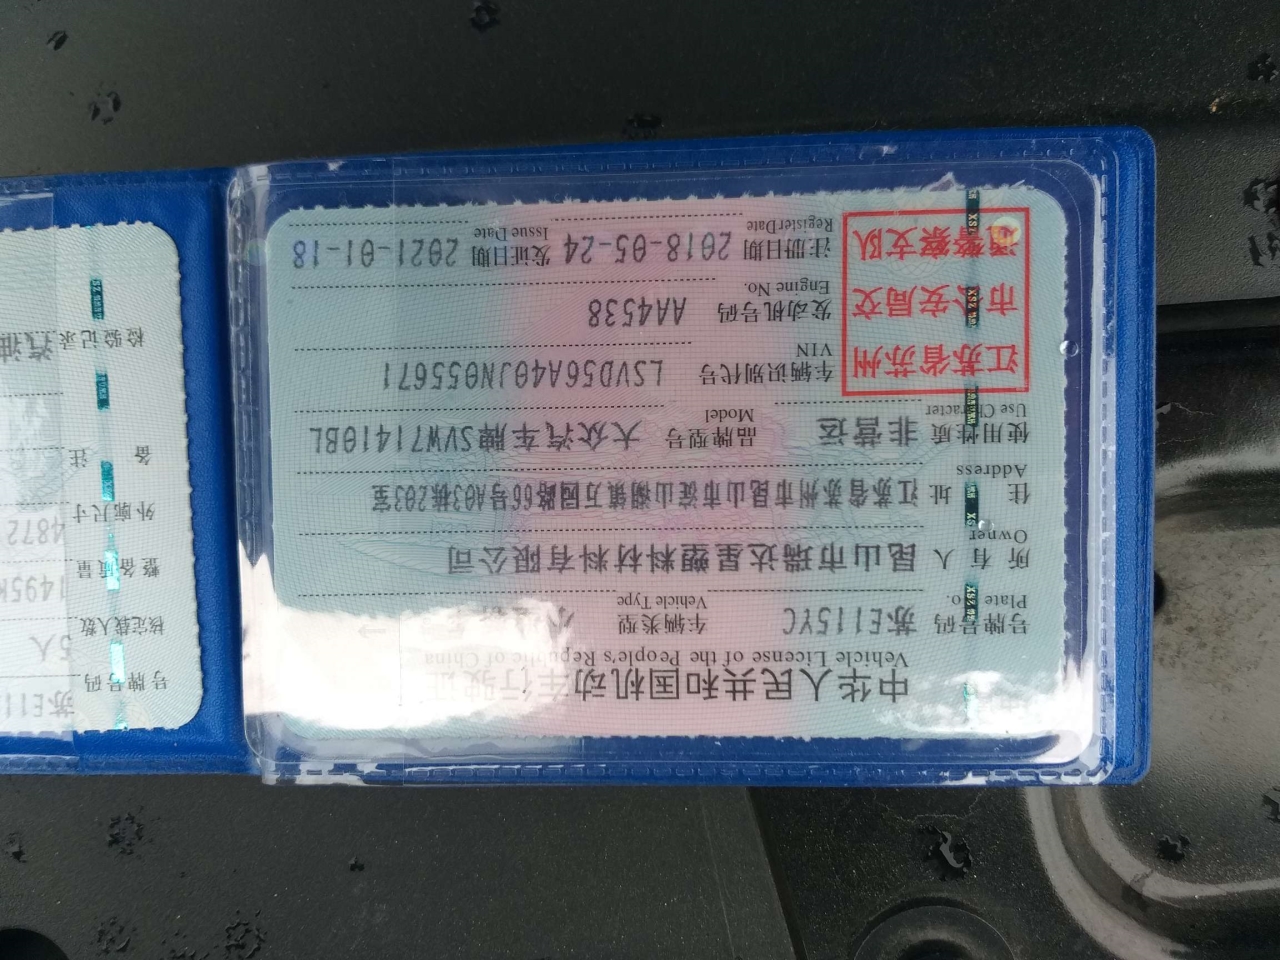 中华人民共和国机动车行驶证
Vehicle License of the People's Republic of China
号牌号码 苏E115YC 车辆类型 小
Plate No. Vehicle Type
所有人 昆山市瑞达星塑料材料有限公司
Owner
住址 江苏省苏州市昆山市淀山湖镇万园路66号A03栋203室
Address
使用性质 非营运 品牌型号 大众汽车牌SVW71410BL
Use Character Model
江苏省苏州
市公安局交
通警察支队
车辆识别代号 LSVD56A40JN055671
VIN
发动机号码 AA4538
Engine No.
注册日期 2018-05-24 发证日期 2021-01-18
Register Date Issue Date
号牌号码 苏E11
核定载人数 5人
整备质量 1495K
外廓尺寸 4872
备注
检验记录 汽油